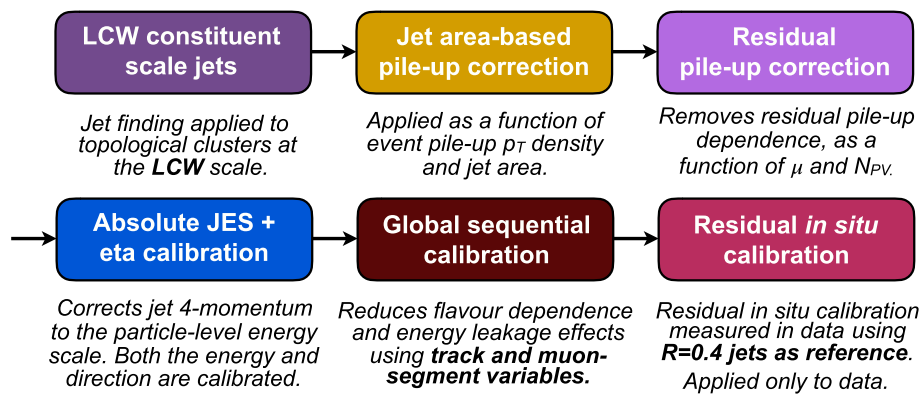 LCW constituent
scale jets
Jet area-based
pile-up correction
Residual
pile-up correction
Jet finding applied to
topological clusters at
the LCW scale.
Applied as a function of
event pile-up pT density
and jet area.
Removes residual pile-up
dependence, as a
function of μ and NPV.
Absolute JES +
eta calibration
Global sequential
calibration
Residual in situ
calibration
Corrects jet 4-momentum
to the particle-level energy
scale. Both the energy and
direction are calibrated.
Reduces flavour dependence
and energy leakage effects
using track and muon-
segment variables.
Residual in situ calibration
measured in data using
R=0.4 jets as reference.
Applied only to data.